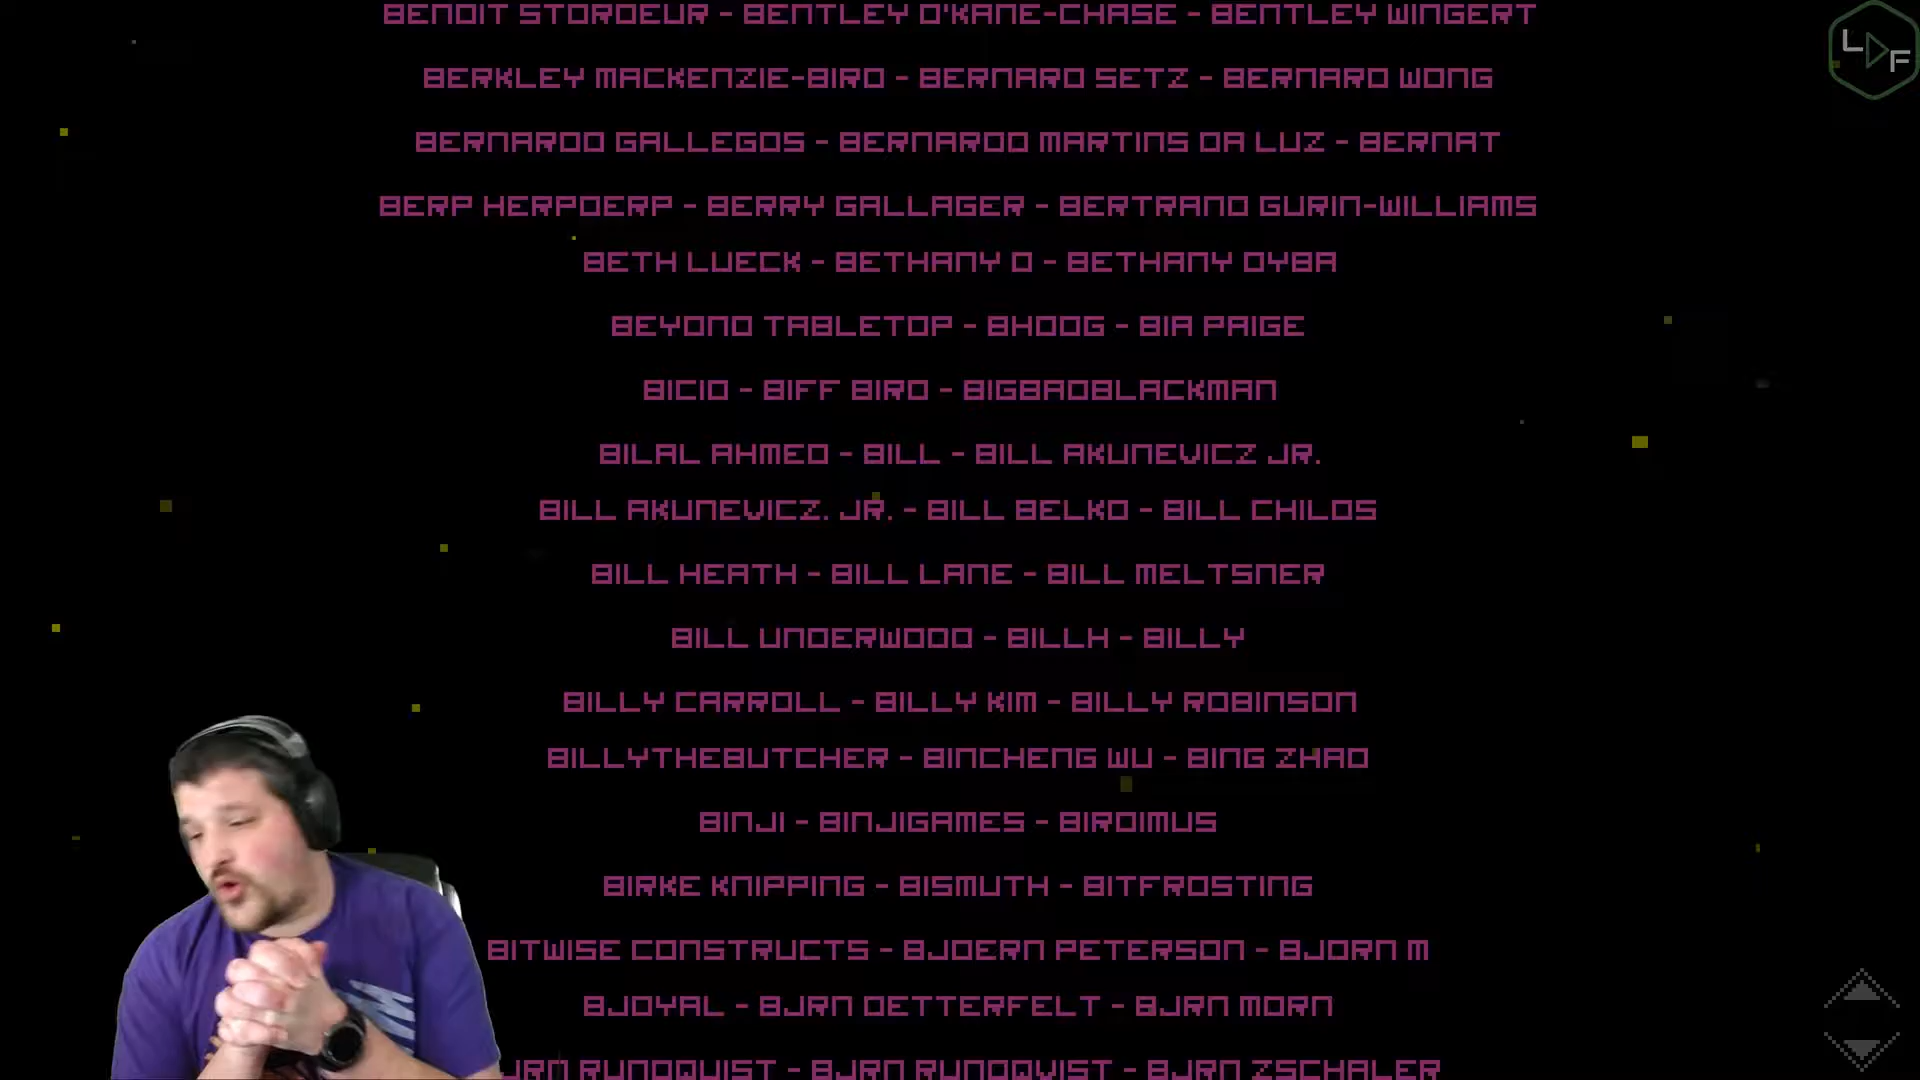 BENOIT STORDEUR - BENTLEY O'KANE-CHASE - BENTLEY WINGERT
L F
BERKLEY MACKENZIE-BIRD - BERNARD SETZ - BERNARD WONG
BERNARDO GALLEGOS - BERNARDO MARTINS DA LUZ - BERNAT
BERP HERPDERP - BERRY GALLAGER - BERTRAND GURIN-WILLIAMS
BETH LUECK - BETHANY D - BETHANY DYBA
BEYOND TABLETOP - BHOOG - BIA PAIGE
BICIO - BIFF BIRD - BIGBADBLACKMAN
BILAL AHMED - BILL - BILL AKUNEVICZ JR.
BILL AKUNEVICZ. JR. - BILL BELKO - BILL CHILDS
BILL HEATH - BILL LANE - BILL MELTSNER
BILL UNDERWOOD - BILLH - BILLY
BILLY CARROLL - BILLY KIM - BILLY ROBINSON
BILLYTHEBUTCHER - BINCHENG WU - BING ZHAO
BINJI - BINJIGAMES - BIRDIMUS
BIRKE KNIPPING - BISMUTH - BITFROSTING
BITWISE CONSTRUCTS - BJOERN PETERSON - BJORN M
BJOYAL - BJRN DETTERFELT - BJRN MORN
JRN RUNDQUIST - BJRN RUNDQVIST - BJRN ZSCHALER